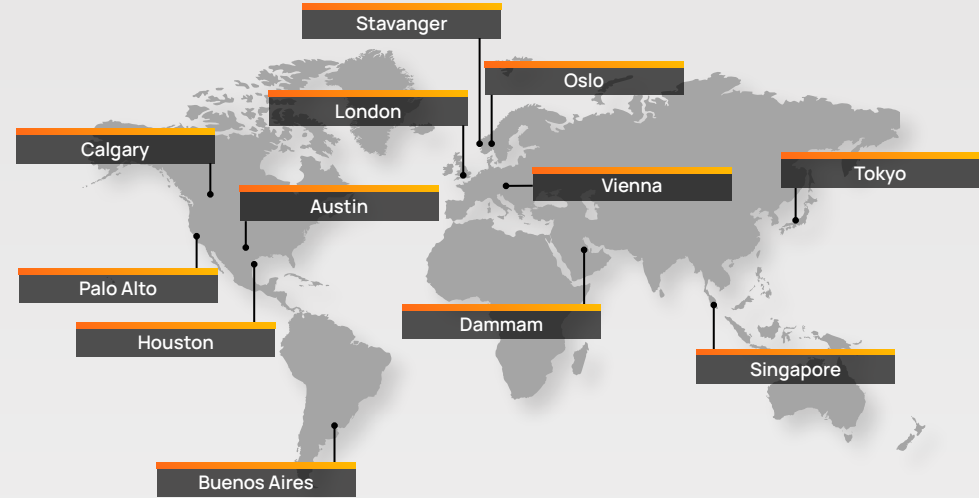 Stavanger
Oslo
London
Calgary
Tokyo
Vienna
Austin
Palo Alto
Dammam
Houston
Singapore
Buenos Aires